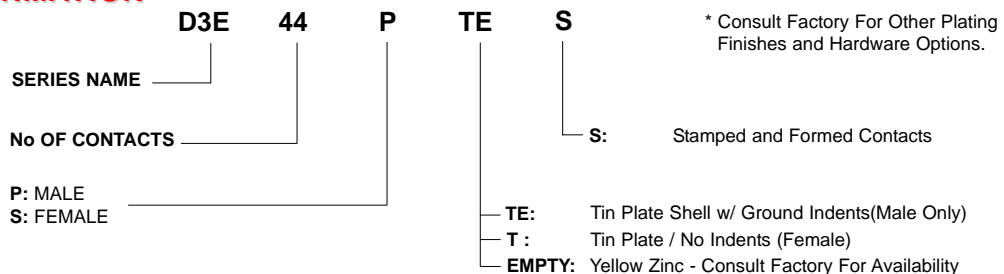 D3E 44 P TE S
* Consult Factory For Other Plating
Finishes and Hardware Options.
SERIES NAME
No OF CONTACTS
S: Stamped and Formed Contacts
P: MALE
S: FEMALE
TE: Tin Plate Shell w/ Ground Indents(Male Only)
T : Tin Plate / No Indents (Female)
EMPTY: Yellow Zinc - Consult Factory For Availability